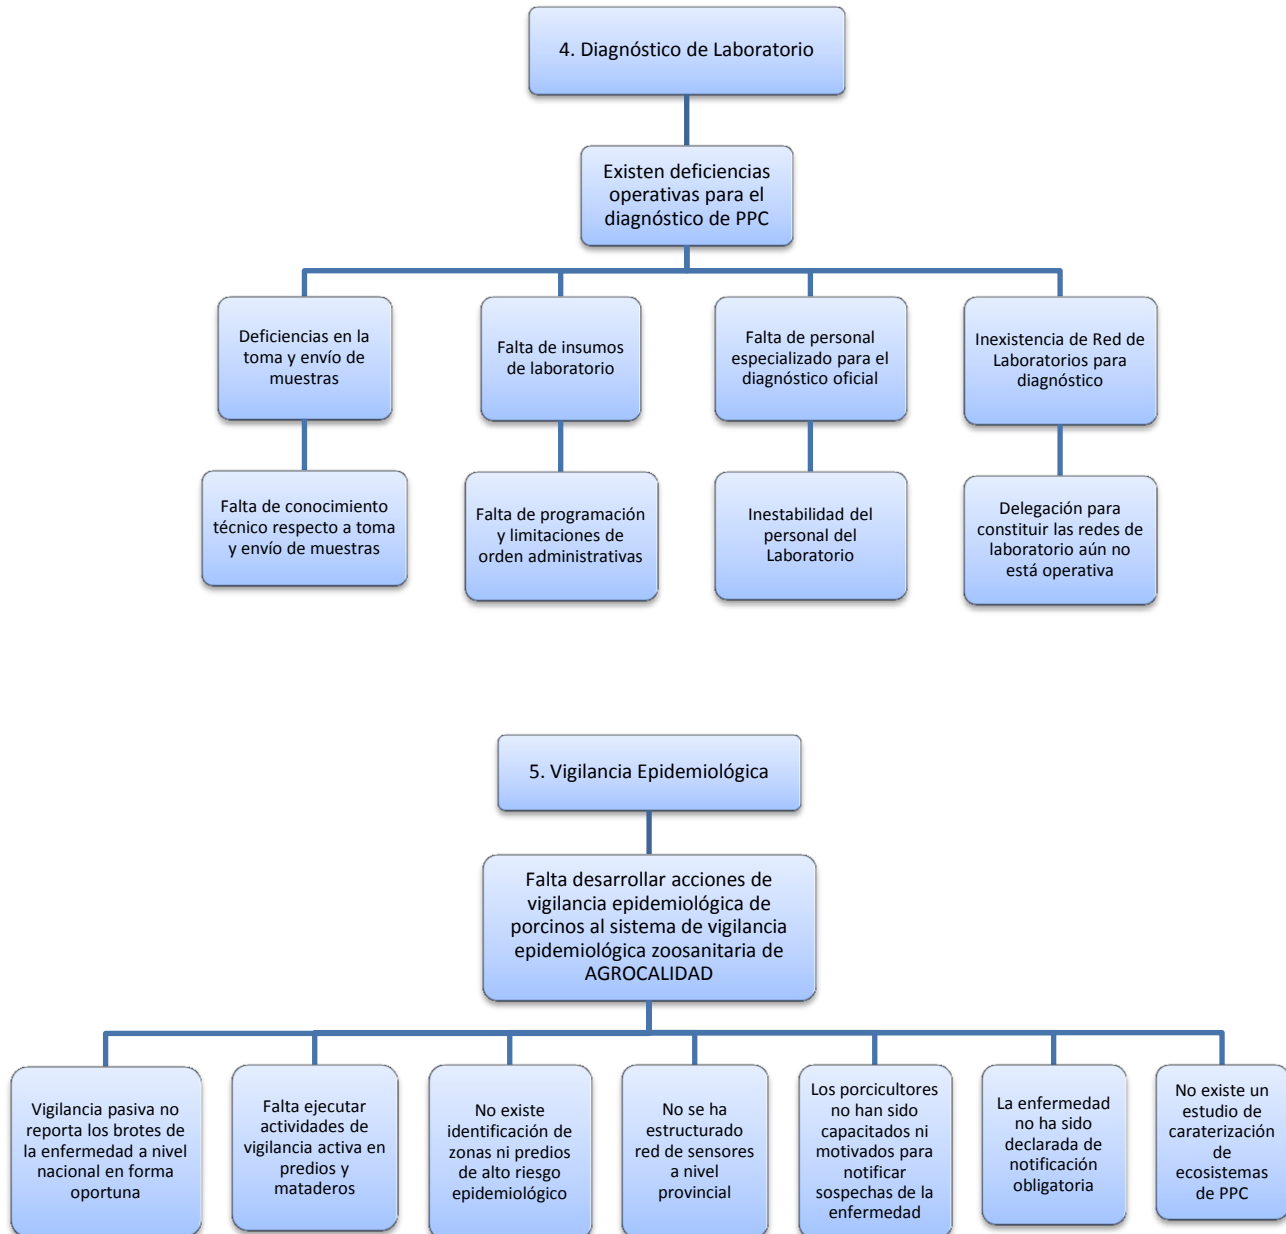 4. Diagnóstico de Laboratorio
Existen deficiencias
operativas para el
diagnóstico de PPC
Deficiencias en la
toma y envío de
muestras
Falta de insumos
de laboratorio
Falta de personal
especializado para el
diagnóstico oficial
Inexistencia de Red de
Laboratorios para
diagnóstico
Falta de conocimiento
técnico respecto a toma
y envío de muestras
Falta de programación
y limitaciones de
orden administrativas
Inestabilidad del
personal del
Laboratorio
Delegación para
constituir las redes de
laboratorio aún no
está operativa
5. Vigilancia Epidemiológica
Falta desarrollar acciones de
vigilancia epidemiológica de
porcinos al sistema de vigilancia
epidemiológica zoosanitaria de
AGROCALIDAD
Vigilancia pasiva no
reporta los brotes de
la enfermedad a nivel
nacional en forma
oportuna
Falta ejecutar
actividades de
vigilancia activa en
predios y
mataderos
No existe
identificación de
zonas ni predios
de alto riesgo
epidemiológico
No se ha
estructurado
red de sensores
a nivel
provincial
Los porcicultores
no han sido
capacitados ni
motivados para
notificar
sospechas de la
enfermedad
La enfermedad
no ha sido
declarada de
notificación
obligatoria
No existe un
estudio de
caraterización
de
ecosistemas
de PPC